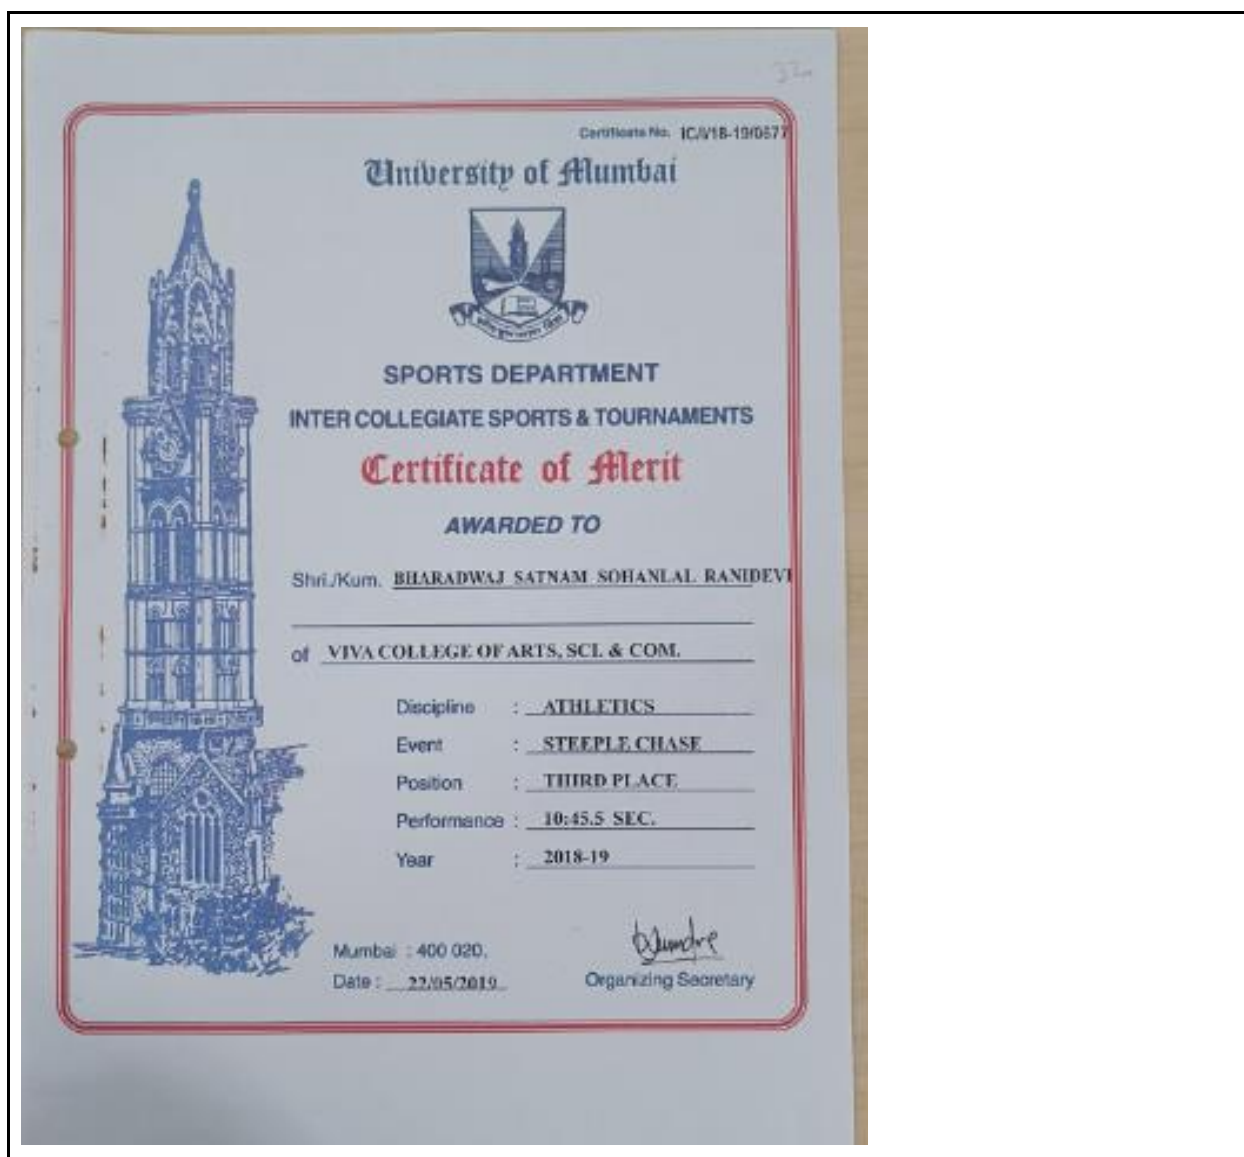 Certificate No. IC/I/18-19/0677
University of Mumbai
SPORTS DEPARTMENT
INTER COLLEGIATE SPORTS & TOURNAMENTS
Certificate of Merit
AWARDED TO
Shri./Kum. BHARADWAJ SATNAM SOHANLAL RANIDEVI
of VIVA COLLEGE OF ARTS, SCI. & COM.
Discipline : ATHLETICS
Event : STEEPLE CHASE
Position : THIRD PLACE
Performance : 10:45.5 SEC.
Year : 2018-19
Mumbai : 400 020.
Date : 22/05/2019
Organizing Secretary